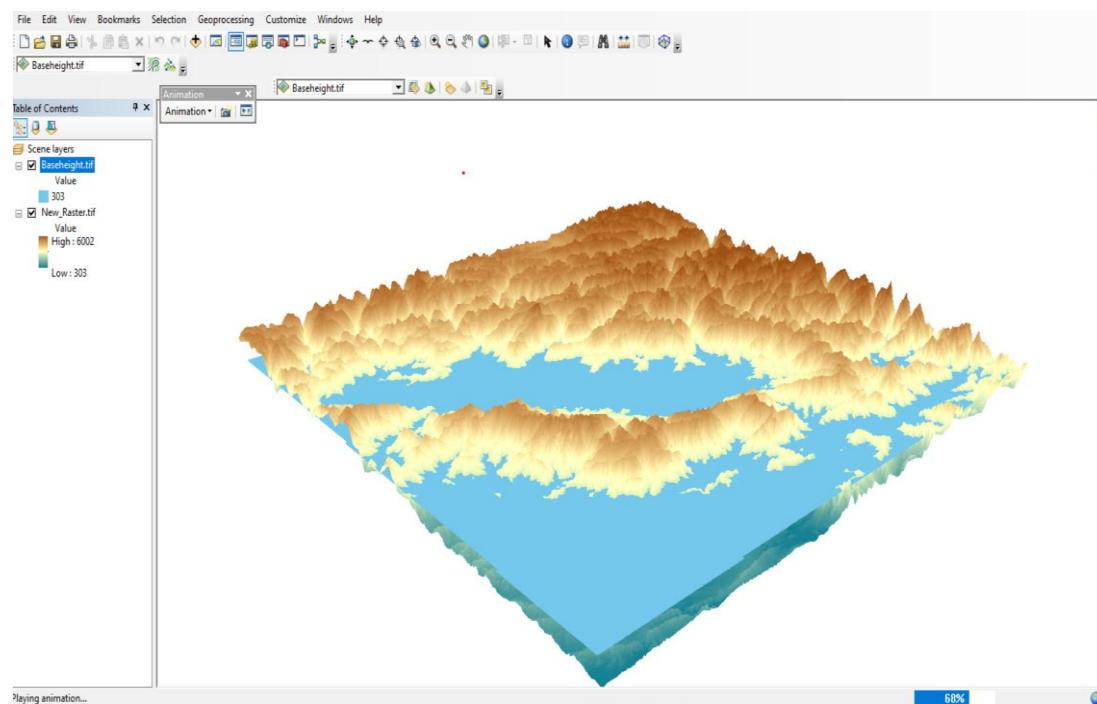 File Edit View Bookmarks Selection Geoprocessing Customize Windows Help
Baseheight.tif
Baseheight.tif
Animation
Animation
Table of Contents
Scene layers
Baseheight.tif
Value
303
New_Raster.tif
Value
High : 6002
Low : 303
Playing animation...
68%